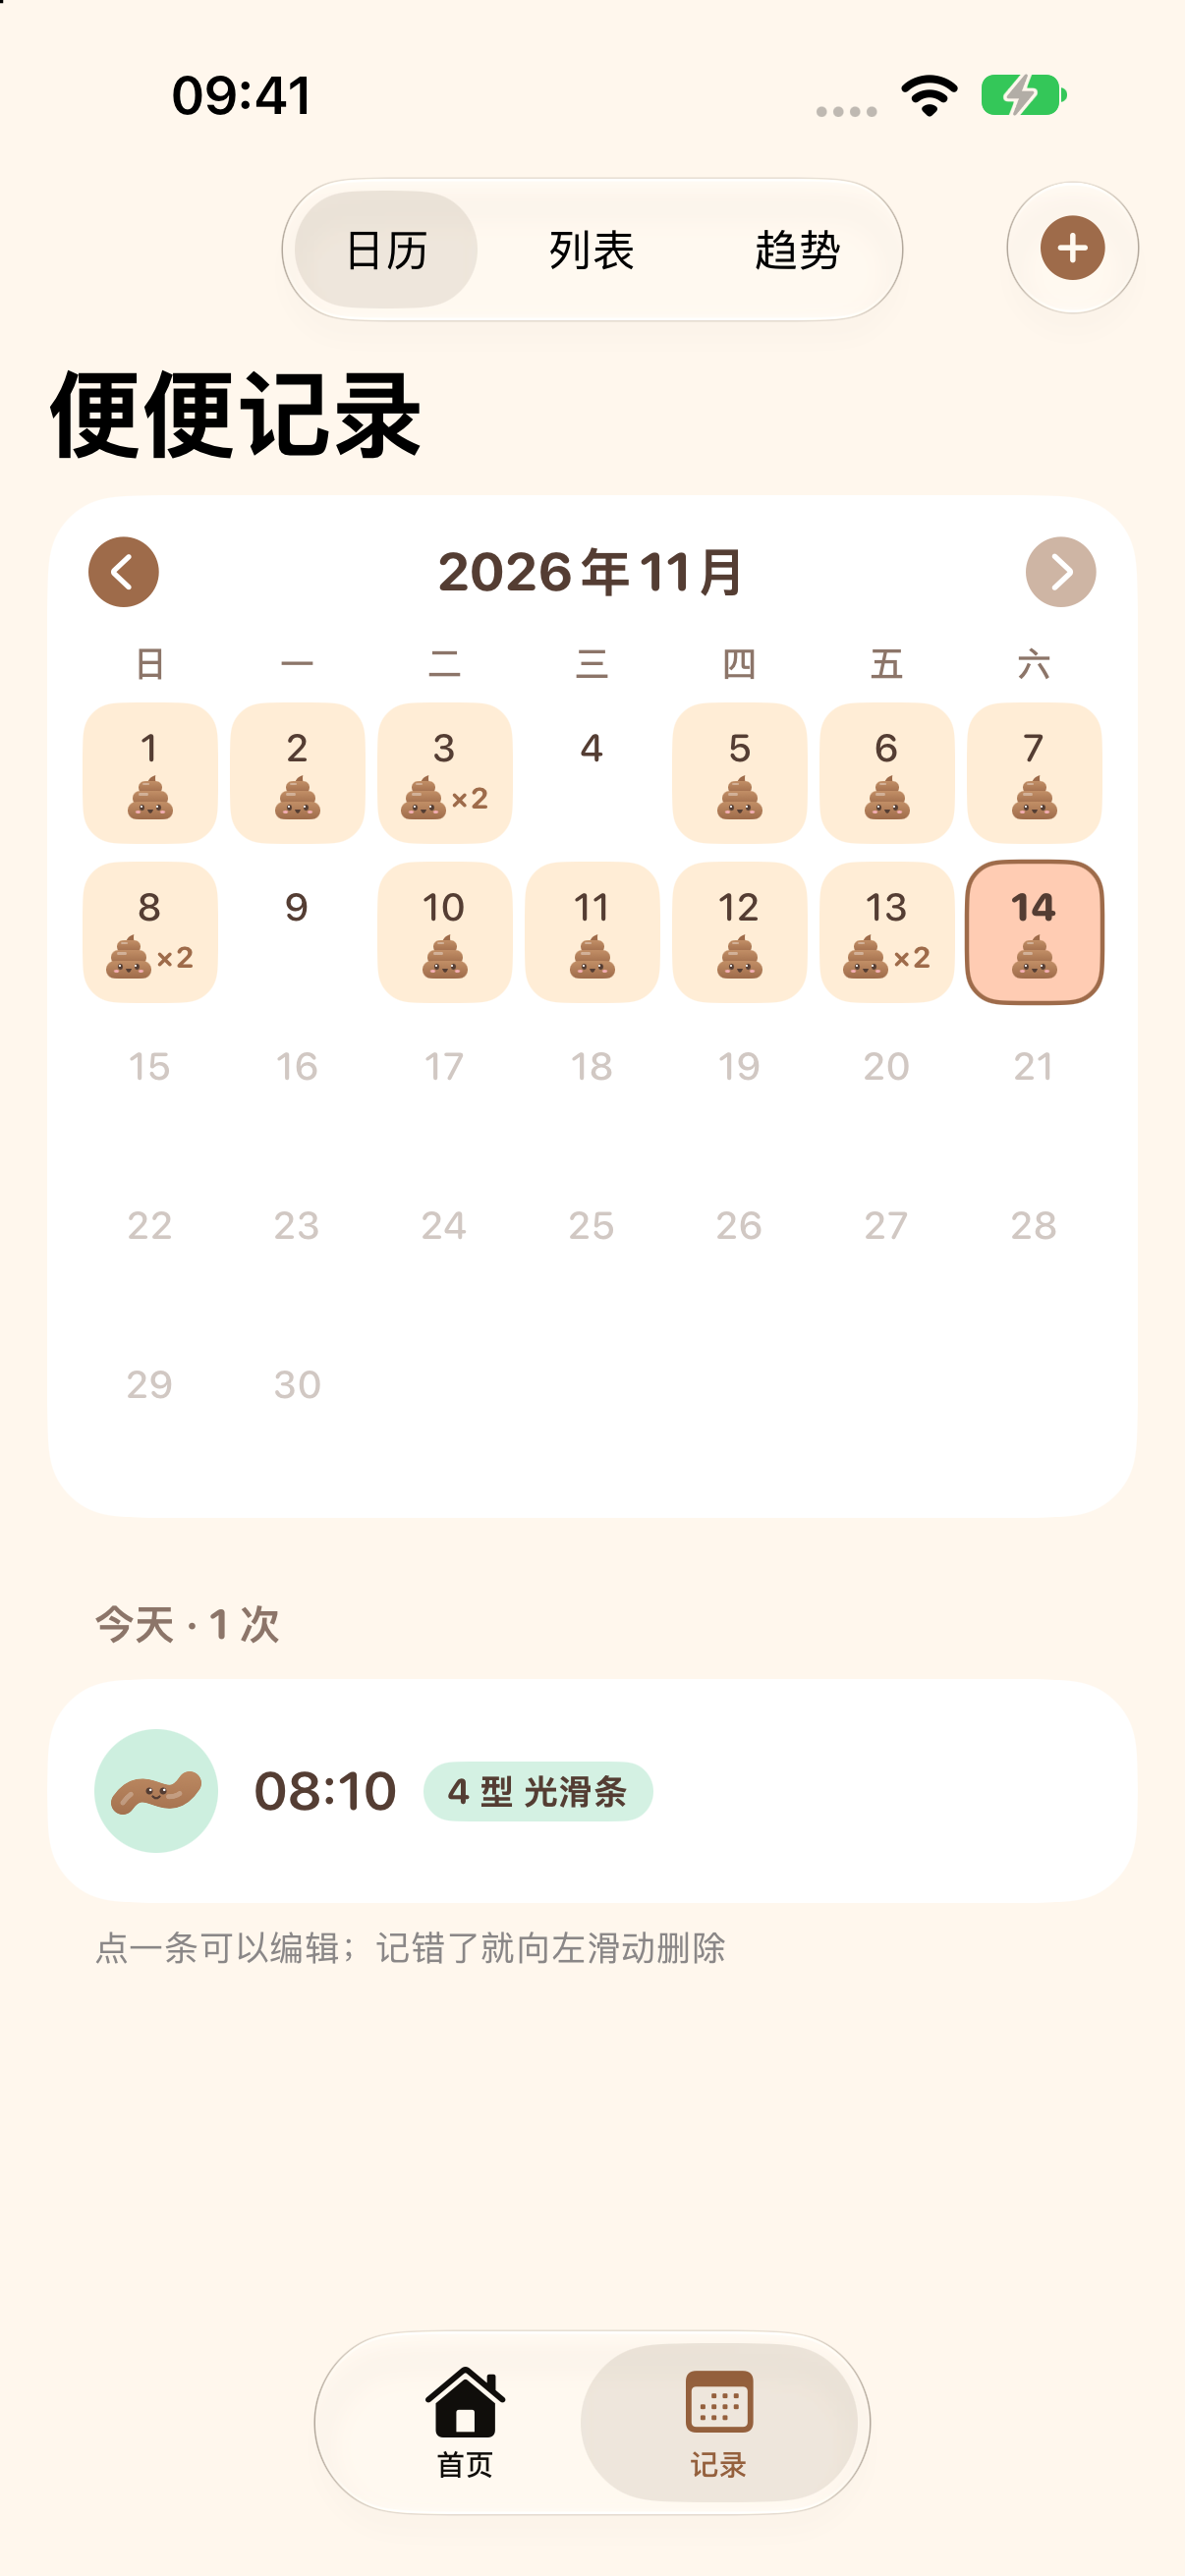 09:41
日历 列表 趋势
便便记录
2026年11月
日 一 二 三 四 五 六
1 2 3 4 5 6 7
×2
8 9 10 11 12 13 14
×2 ×2
15 16 17 18 19 20 21
22 23 24 25 26 27 28
29 30
今天 · 1 次
08:10 4 型 光滑条
点一条可以编辑；记错了就向左滑动删除
首页 记录